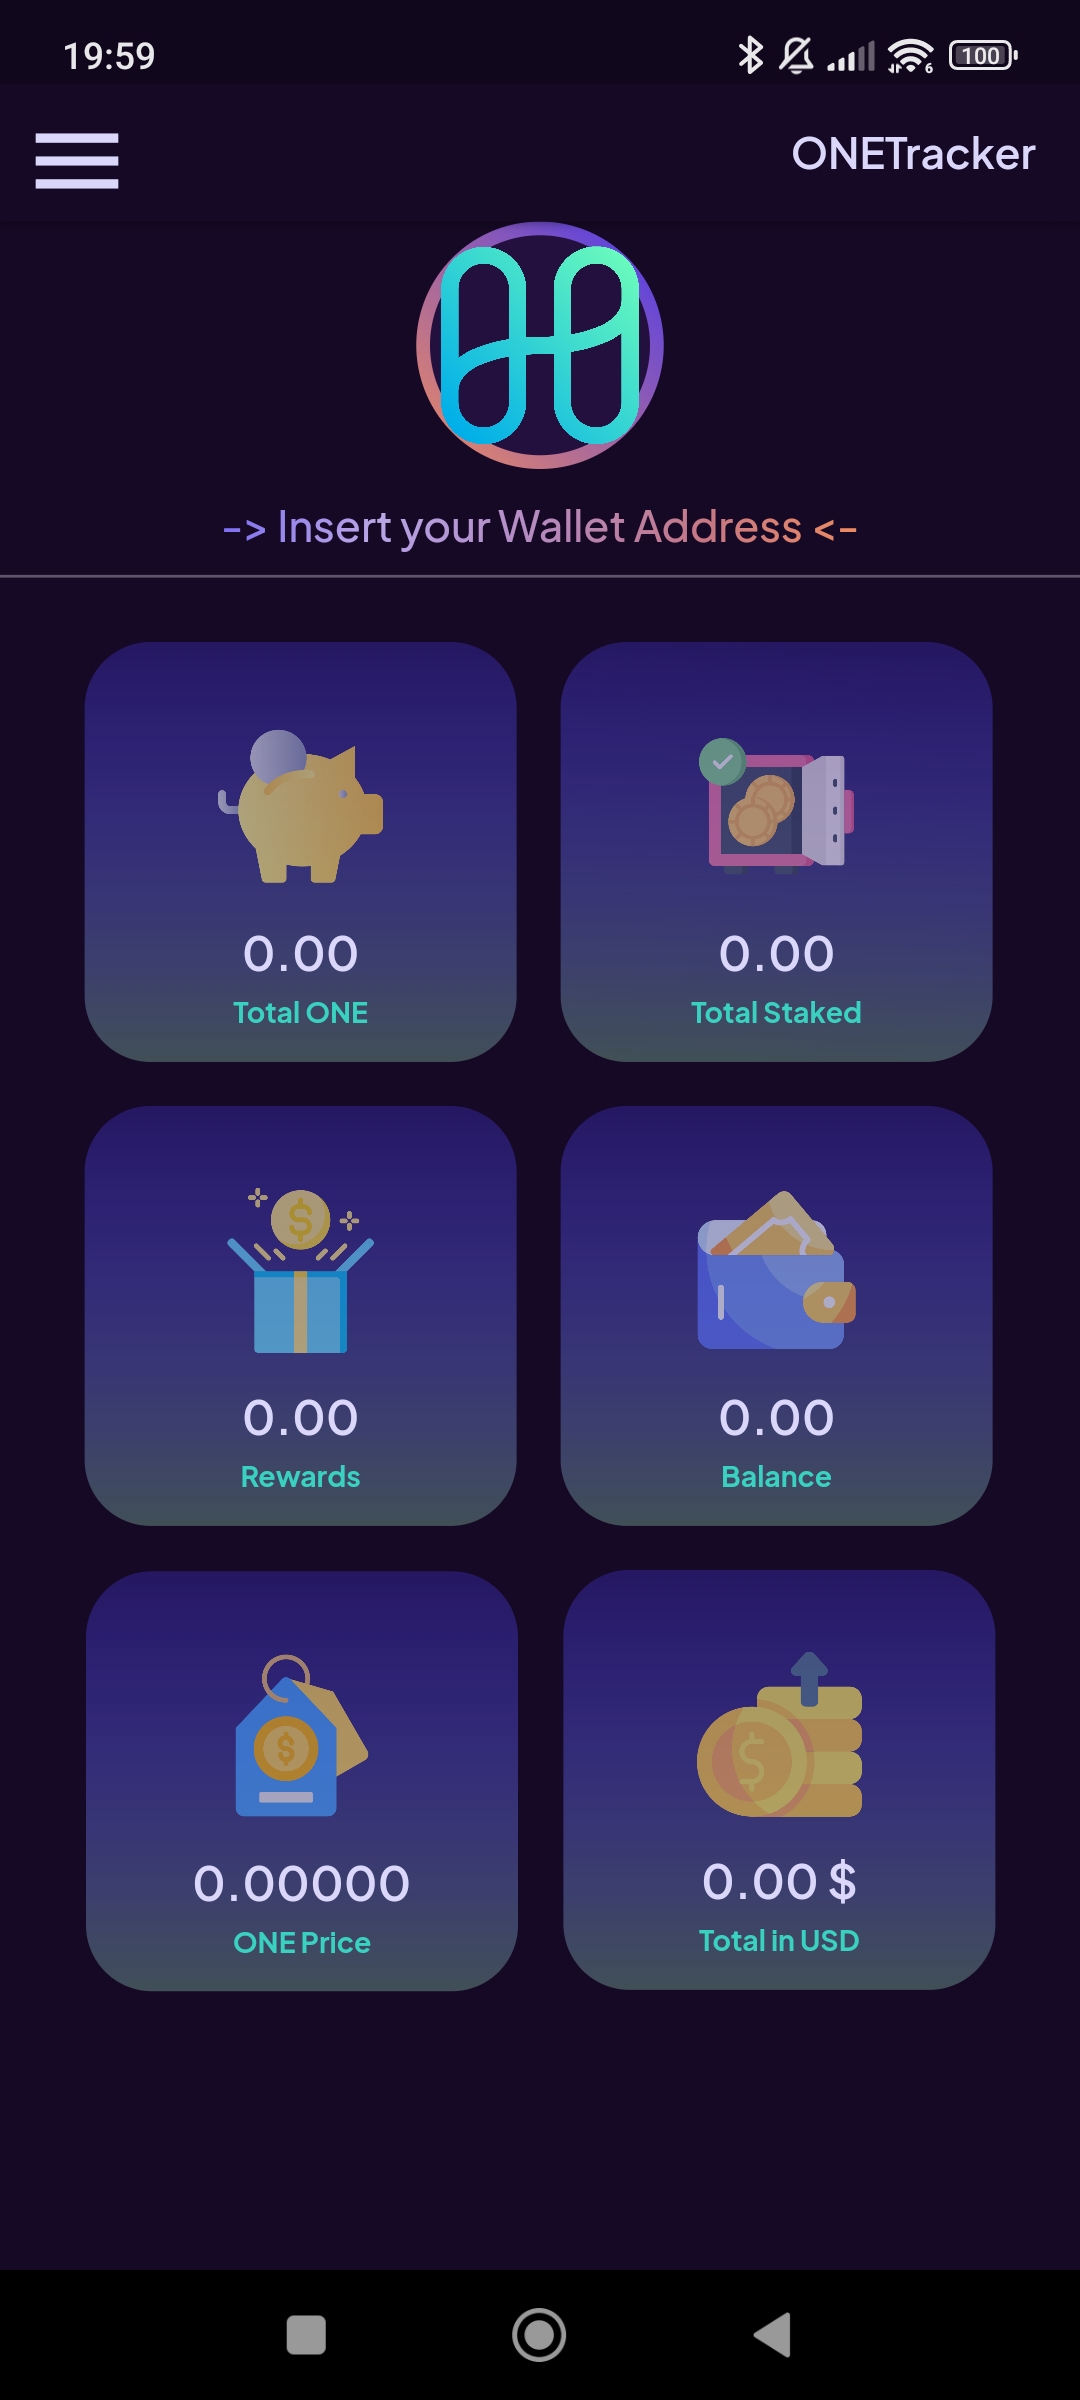 19:59
6
100
ONETracker
-> Insert your Wallet Address <-
0.00
Total ONE
0.00
Total Staked
$
0.00
Rewards
0.00
Balance
$
0.00000
ONE Price
$
0.00 $
Total in USD